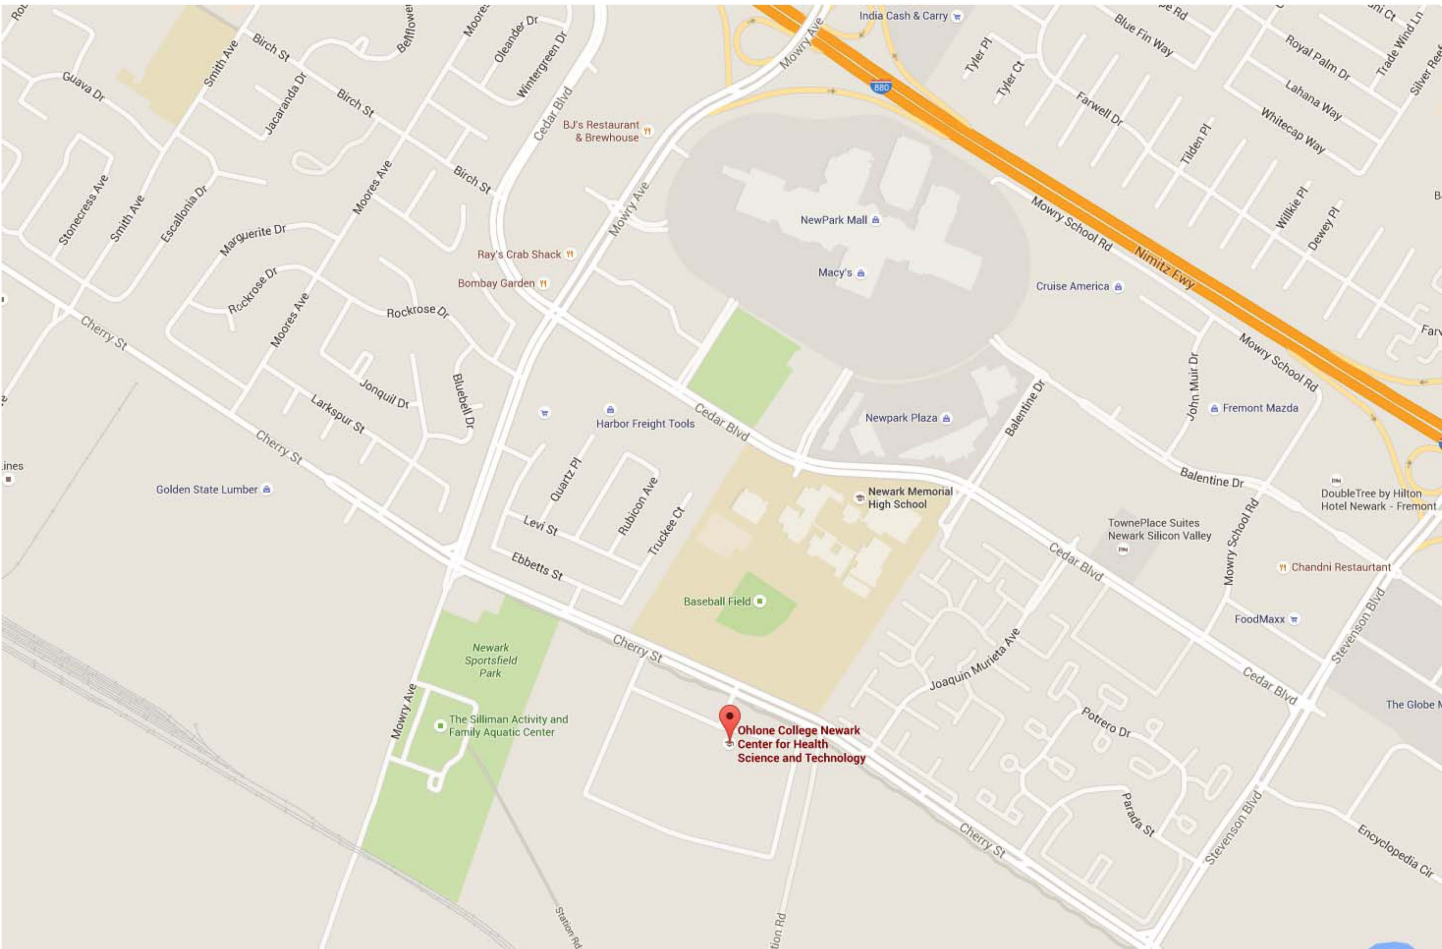 India Cash & Carry
Smith Ave
Birch St
Moores
Oleander Dr
Wintergreen Dr
Cedar Blvd
Mowry Ave
Tyler Pl
Tyler Ct
Blue Fin Way
Royal Palm Dr
Trade Wind Ln
Lahana Way
Whitecap Way
Guava Dr
Jacaranda Dr
Birch St
880
Farwell Dr
Tilden Pl
BJ's Restaurant
& Brewhouse
Stonecress Ave
Smith Ave
Escallonia Dr
Moores Ave
Birch St
Mowry Ave
NewPark Mall
Mowry School Rd
Willkie Pl
Dewey Pl
Marguerite Dr
Ray's Crab Shack
Bombay Garden
Macy's
Nimitz Fwy
Cruise America
Rockrose Dr
Rockrose Dr
Moores Ave
Cherry St
Mowry School Rd
John Muir Dr
Jonquil Dr
Bluebell Dr
Larkspur St
Harbor Freight Tools
Cedar Blvd
Newpark Plaza
Balentine Dr
Fremont Mazda
Cherry St
Golden State Lumber
Quartz Pl
Rubicon Ave
Truckee Ct
Levi St
Ebbetts St
Newark Memorial
High School
Balentine Dr
DoubleTree by Hilton
Hotel Newark - Fremont
TownePlace Suites
Newark Silicon Valley
Mowry School Rd
Cedar Blvd
Chandni Restaurtant
Baseball Field
FoodMaxx
Stevenson Blvd
Newark
Sportsfield
Park
Cherry St
Joaquin Murieta Ave
Cedar Blvd
Mowry Ave
The Silliman Activity and
Family Aquatic Center
Ohlone College Newark
Center for Health
Science and Technology
Potrero Dr
The Globe
Parada St
Stevenson Blvd
Cherry St
Encyclopedia Cir
Station Rd